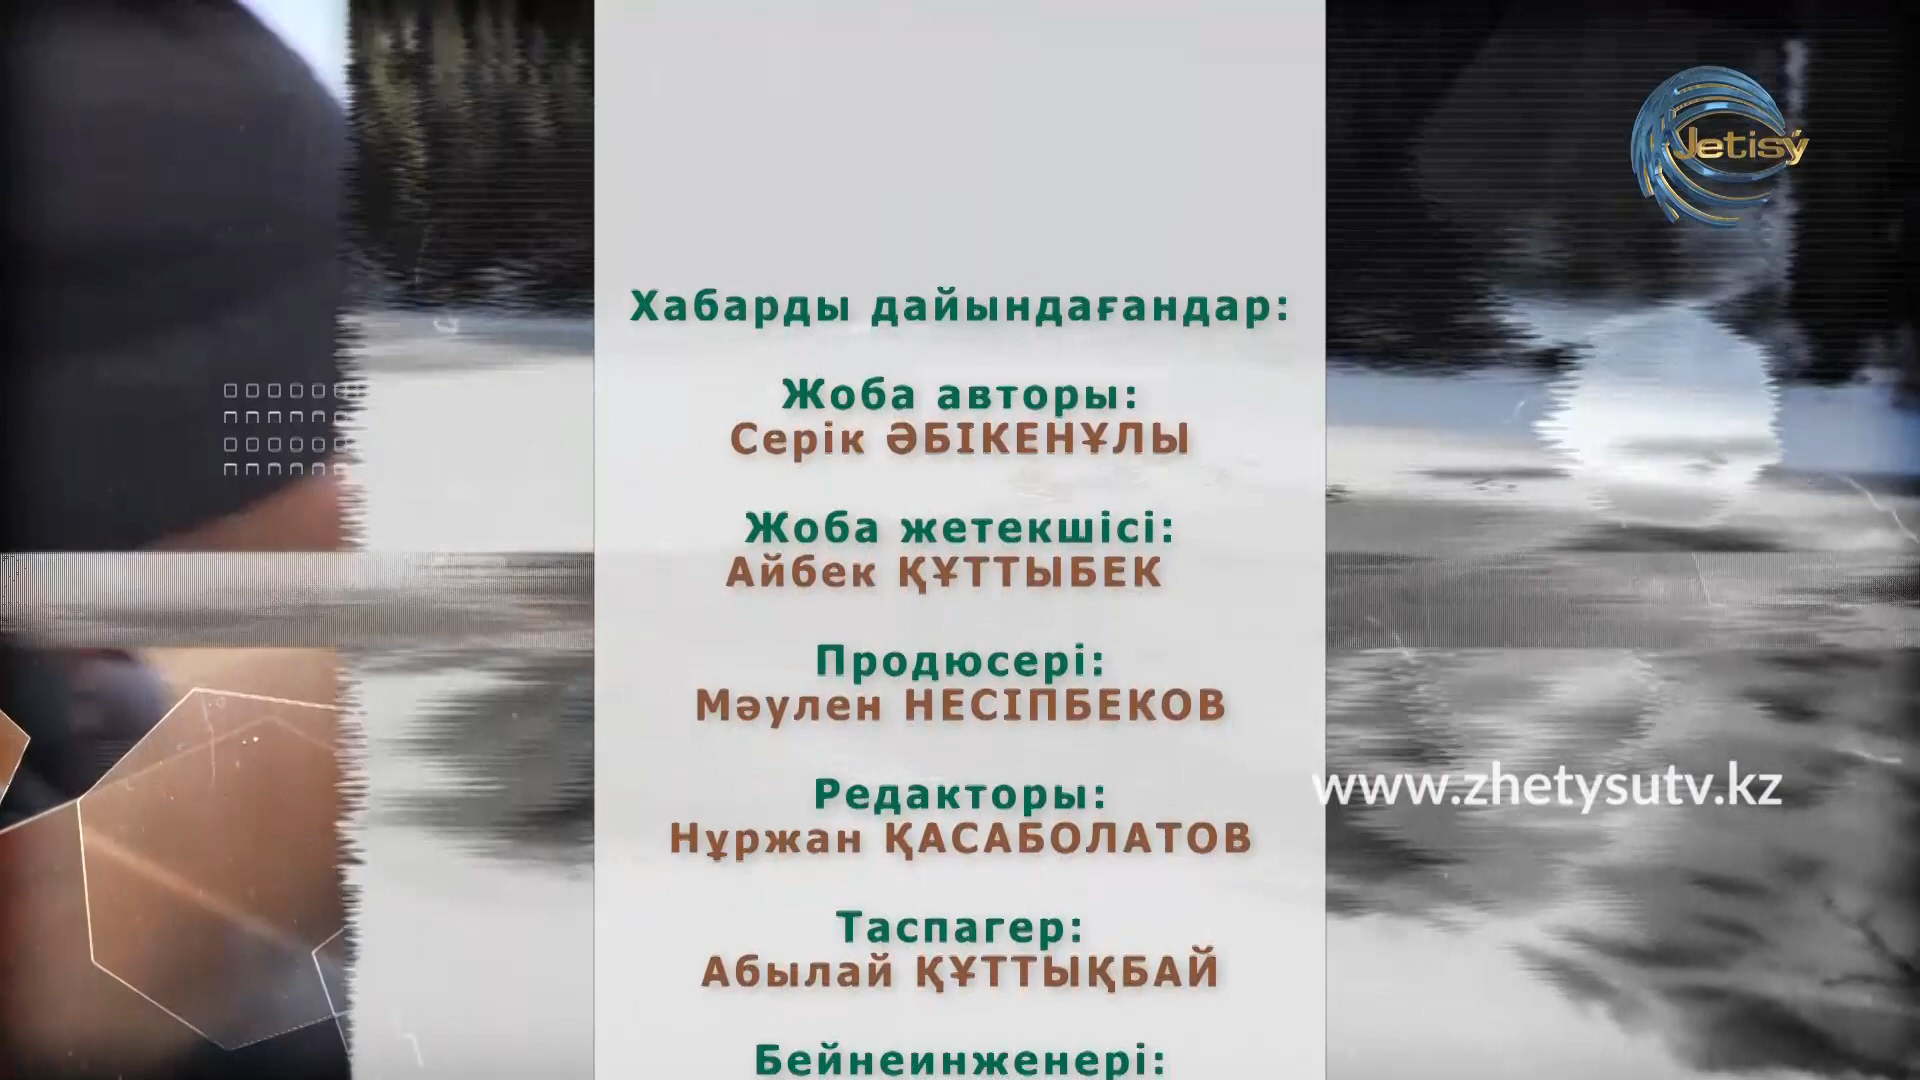 Jetisý
Хабарды дайындағандар:
Жоба авторы:
Серік ӘБІКЕНҰЛЫ
Жоба жетекшісі:
Айбек ҚҰТТЫБЕК
Продюсері:
Мәулен НЕСІПБЕКОВ
Редакторы:
www.zhetysutv.kz
Нұржан ҚАСАБОЛАТОВ
Таспагер:
Абылай ҚҰТТЫҚБАЙ
Бейнеинженері: